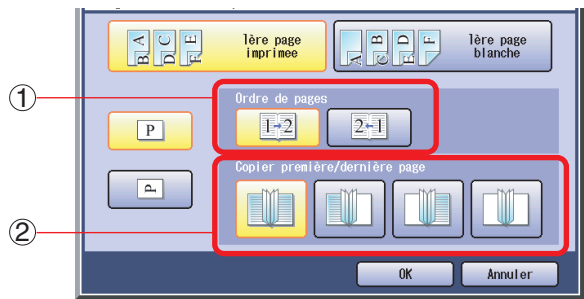 B A D C F E
1ère page
imprimee
A C B E D F
1ère page
blanche
①
Ordre de pages
1→2
2←1
P
P
Copier première/dernière page
②
OK
Annuler